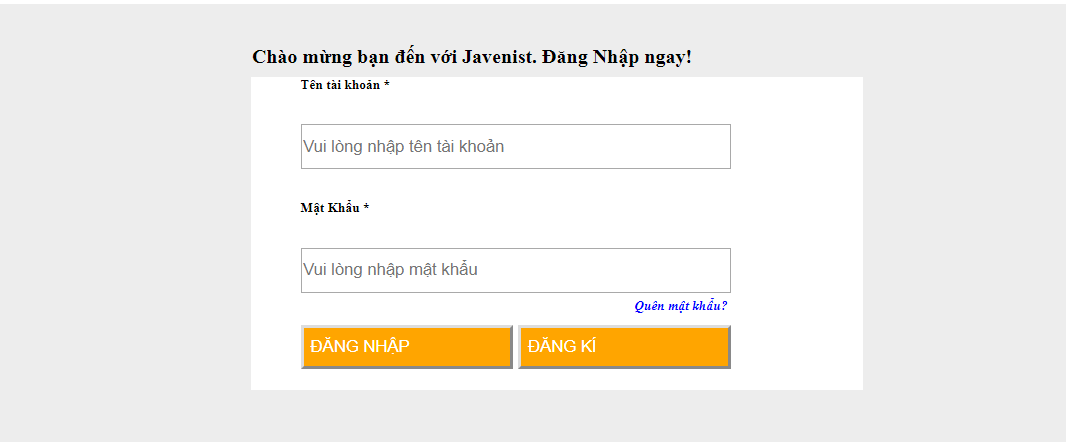 Chào mừng bạn đến với Javenist. Đăng Nhập ngay!
Tên tài khoản *
Vui lòng nhập tên tài khoản
Mật Khẩu *
Vui lòng nhập mật khẩu
Quên mật khẩu?
ĐĂNG NHẬP
ĐĂNG KÍ